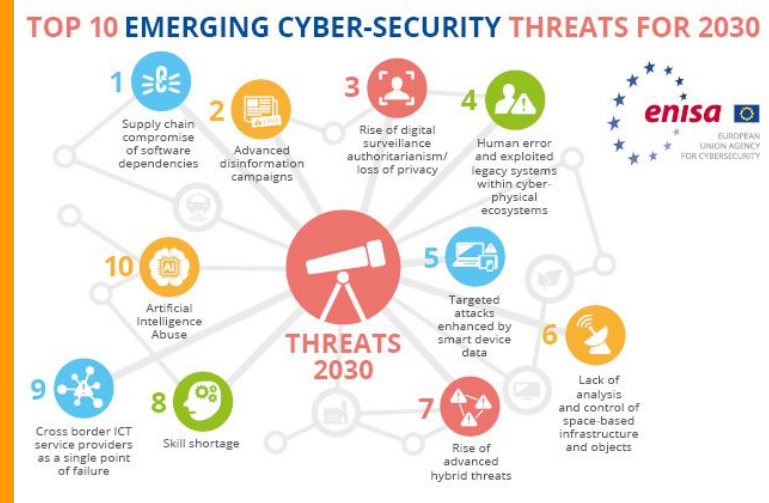 TOP 10 EMERGING CYBER-SECURITY THREATS FOR 2030
enisa
EUROPEAN
UNION AGENCY
FOR CYBERSECURITY
1
Supply chain
compromise
of software
dependencies
2
Advanced
disinformation
campaigns
3
Rise of digital
surveillance
authoritarianism/
loss of privacy
4
Human error
and exploited
legacy systems
within cyber-
physical
ecosystems
5
Targeted
attacks
enhanced by
smart device
data
6
Lack of
analysis
and control of
space-based
infrastructure
and objects
7
Rise of
advanced
hybrid threats
8
Skill shortage
9
Cross border ICT
service providers
as a single point
of failure
10
AI
Artificial
Intelligence
Abuse
THREATS
2030